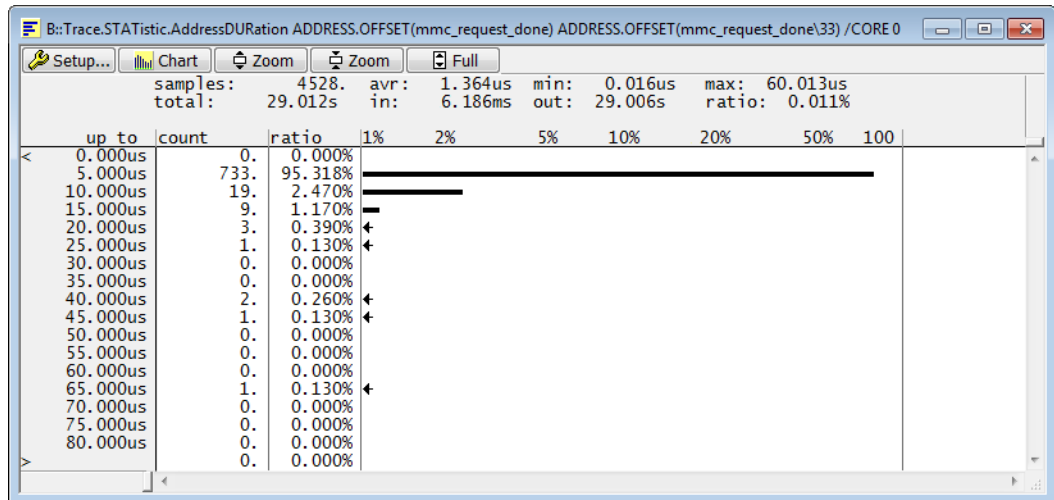 B::Trace.STATistic.AddressDURation ADDRESS.OFFSET(mmc_request_done) ADDRESS.OFFSET(mmc_request_done\33) /CORE 0
Setup... Chart Zoom Zoom Full
samples: 4528. avr: 1.364us min: 0.016us max: 60.013us
total: 29.012s in: 6.186ms out: 29.006s ratio: 0.011%
up to count ratio 1% 2% 5% 10% 20% 50% 100
< 0.000us 0. 0.000%
5.000us 733. 95.318%
10.000us 19. 2.470%
15.000us 9. 1.170%
20.000us 3. 0.390%
25.000us 1. 0.130%
30.000us 0. 0.000%
35.000us 0. 0.000%
40.000us 2. 0.260%
45.000us 1. 0.130%
50.000us 0. 0.000%
55.000us 0. 0.000%
60.000us 0. 0.000%
65.000us 1. 0.130%
70.000us 0. 0.000%
75.000us 0. 0.000%
80.000us 0. 0.000%
> 0. 0.000%